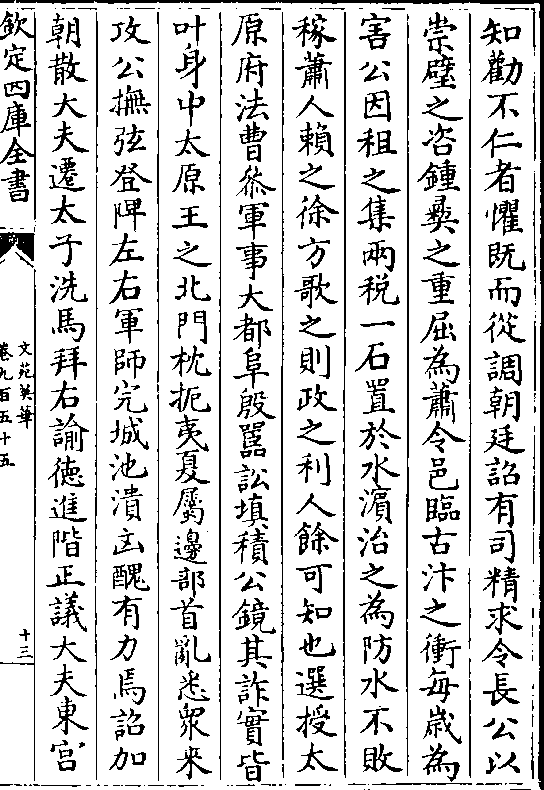 知勸不仁者懼既而從調朝廷詔有司精求令長公以
崇璧之咨鍾彝之重屈為蕭令邑臨古汴之衝每嵗為
害公因租之集兩税一石置於水濵治之為防水不敗
稼蕭人賴之徐方歌之則政之利人餘可知也選授太
原府法曹叅軍事大都阜殷嚚訟填積公鏡其詐實皆
叶身中太原王之北門枕扼夷夏屬邊部首亂悉衆来
攻公撫弦登陴左右軍師完城池潰凶醜有力焉詔加
朝散大夫遷太子洗馬拜右諭徳進階正議大夫東宫
欽定四庫全書
文苑英華
卷九百五十五
十三